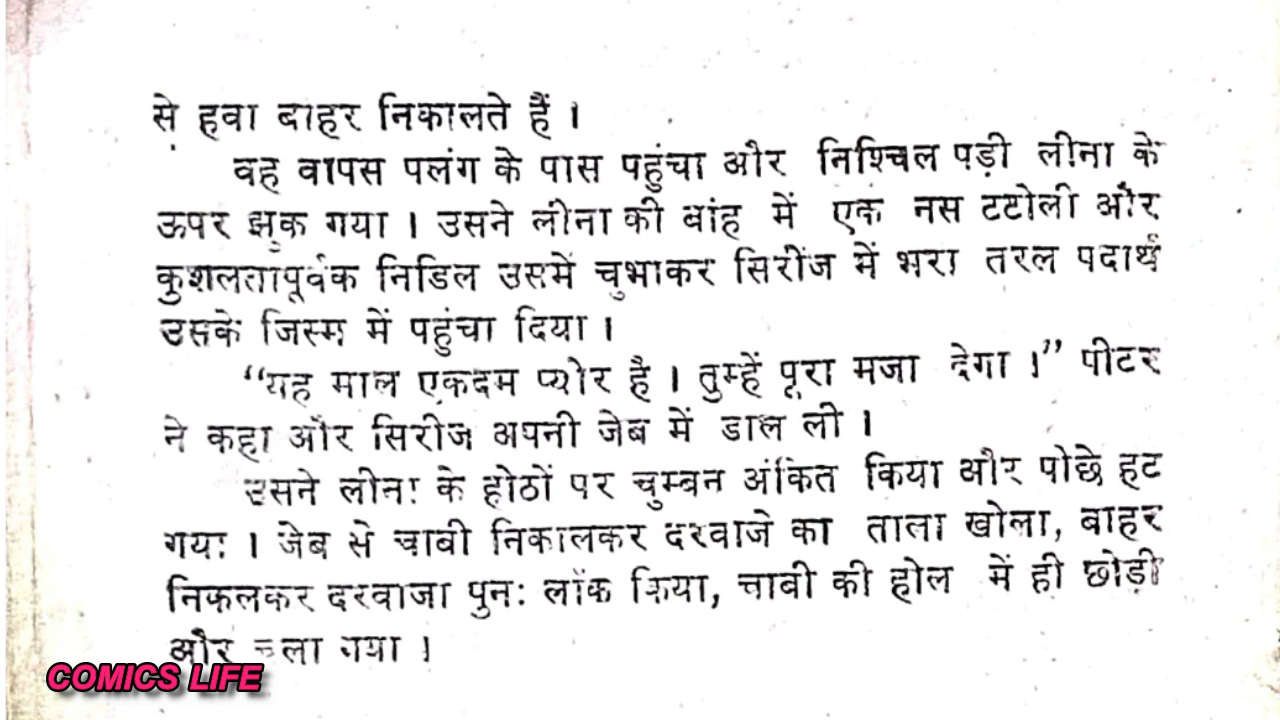 से हवा बाहर निकालते हैं ।
वह वापस पलंग के पास पहुंचा और निश्चिल पड़ी लीना के
ऊपर झुक गया । उसने लीना की बांह में एक नस टटोली और
कुशलतापूर्वक निडिल उसमें चुभाकर सिरींज में भरा तरल पदार्थ
उसके जिस्म में पहुंचा दिया ।
“यह माल एकदम प्योर है । तुम्हें पूरा मजा देगा ।” पीटर
ने कहा और सिरीज अपनी जेब में डाल ली ।
उसने लीना के होठों पर चुम्बन अंकित किया और पीछे हट
गया । जेब से चाबी निकालकर दरवाजे का ताला खोला, बाहर
निकलकर दरवाजा पुनः लॉक किया, चाबी की होल में ही छोड़ी
और चला गया ।
COMICS LIFE